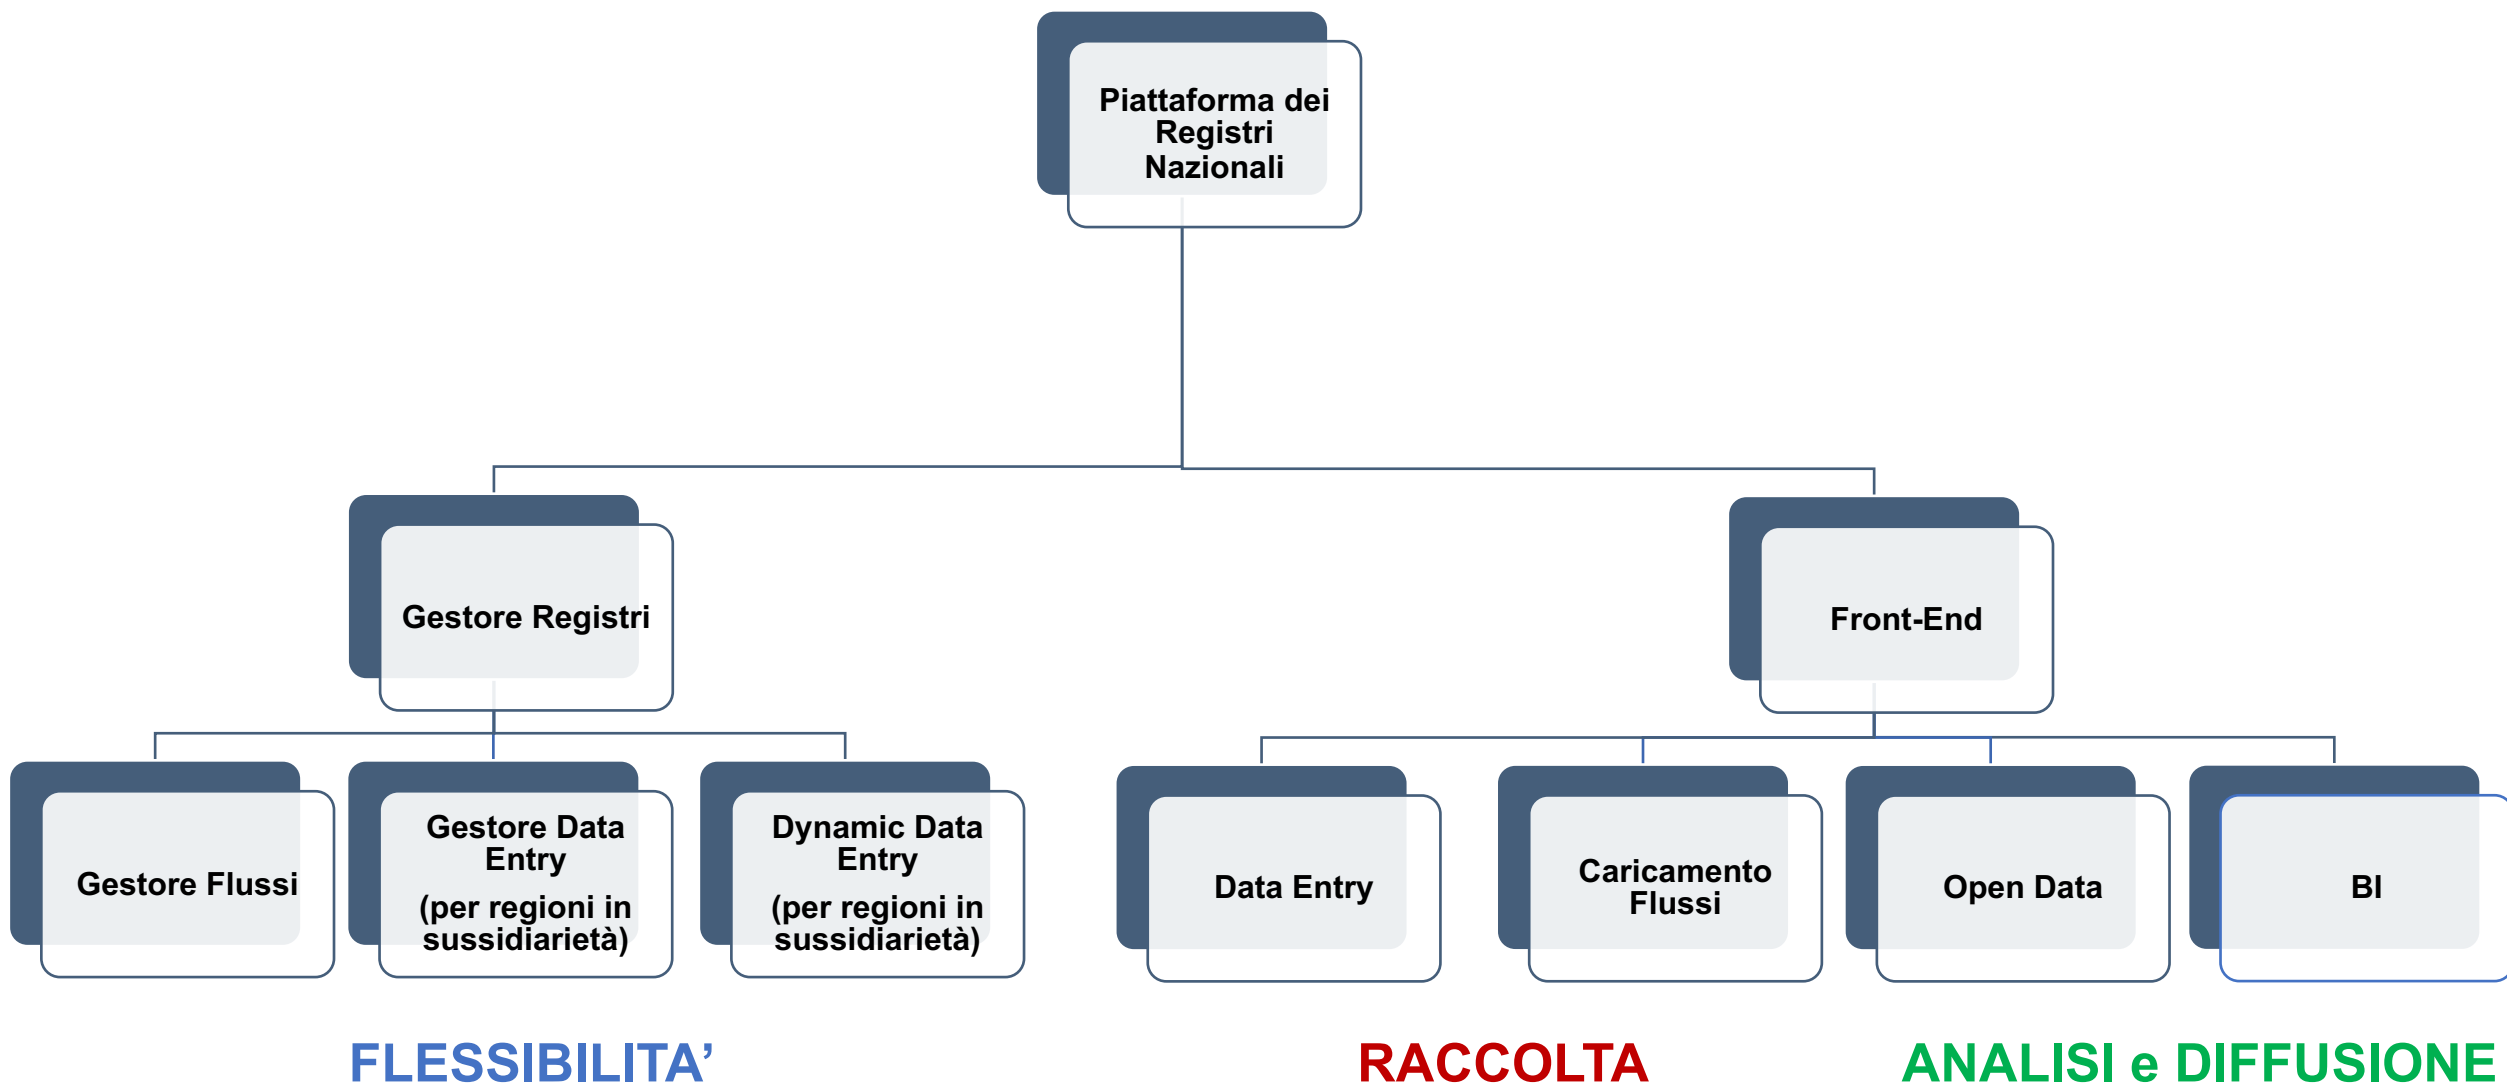 Piattaforma dei
Registri
Nazionali
Gestore Registri
Front-End
Gestore Flussi
Gestore Data
Entry
(per regioni in
sussidiarietà)
Dynamic Data
Entry
(per regioni in
sussidiarietà)
Data Entry
Caricamento
Flussi
Open Data
BI
FLESSIBILITA’
RACCOLTA
ANALISI e DIFFUSIONE